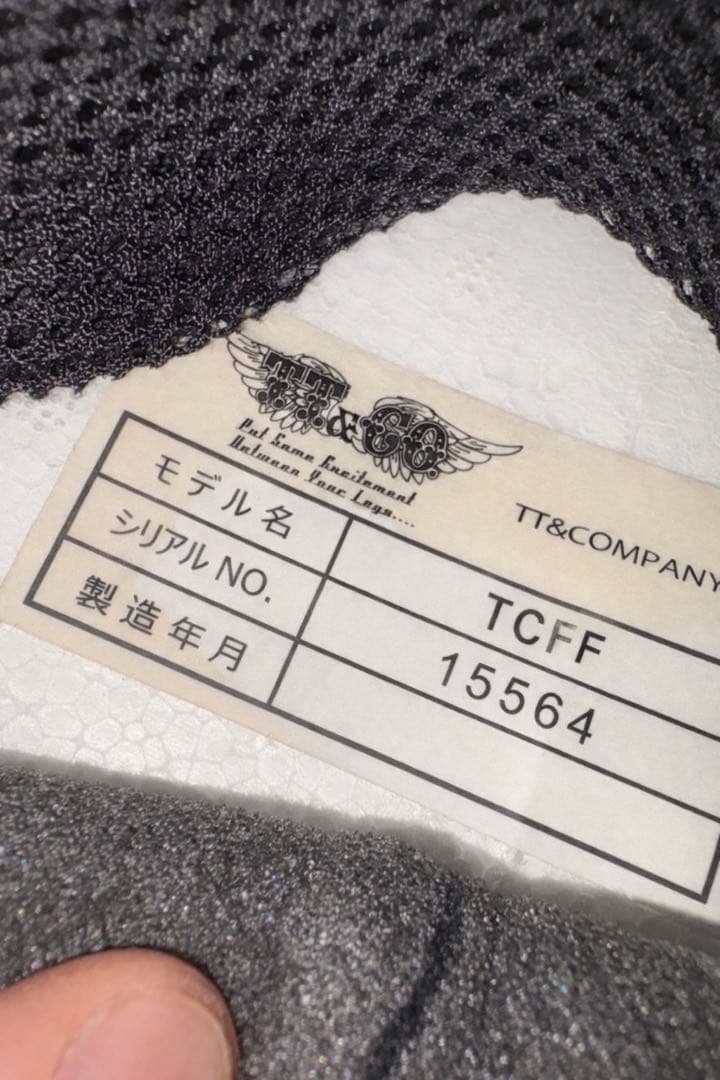 TT&CO.
Put Some Excitement
Between Your Legs....
TT&COMPANY
モデル名 TCFF
シリアルNO. 15564
製造年月